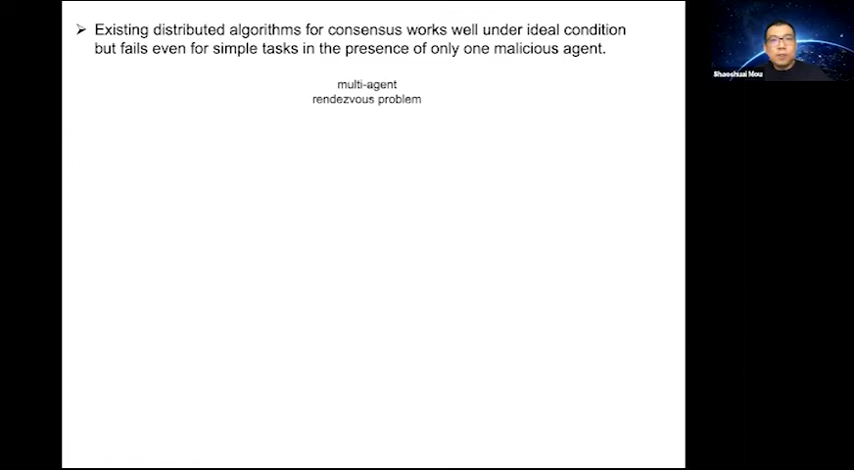 ➢ Existing distributed algorithms for consensus works well under ideal condition
but fails even for simple tasks in the presence of only one malicious agent.
multi-agent
rendezvous problem
Shaoshuai Mou